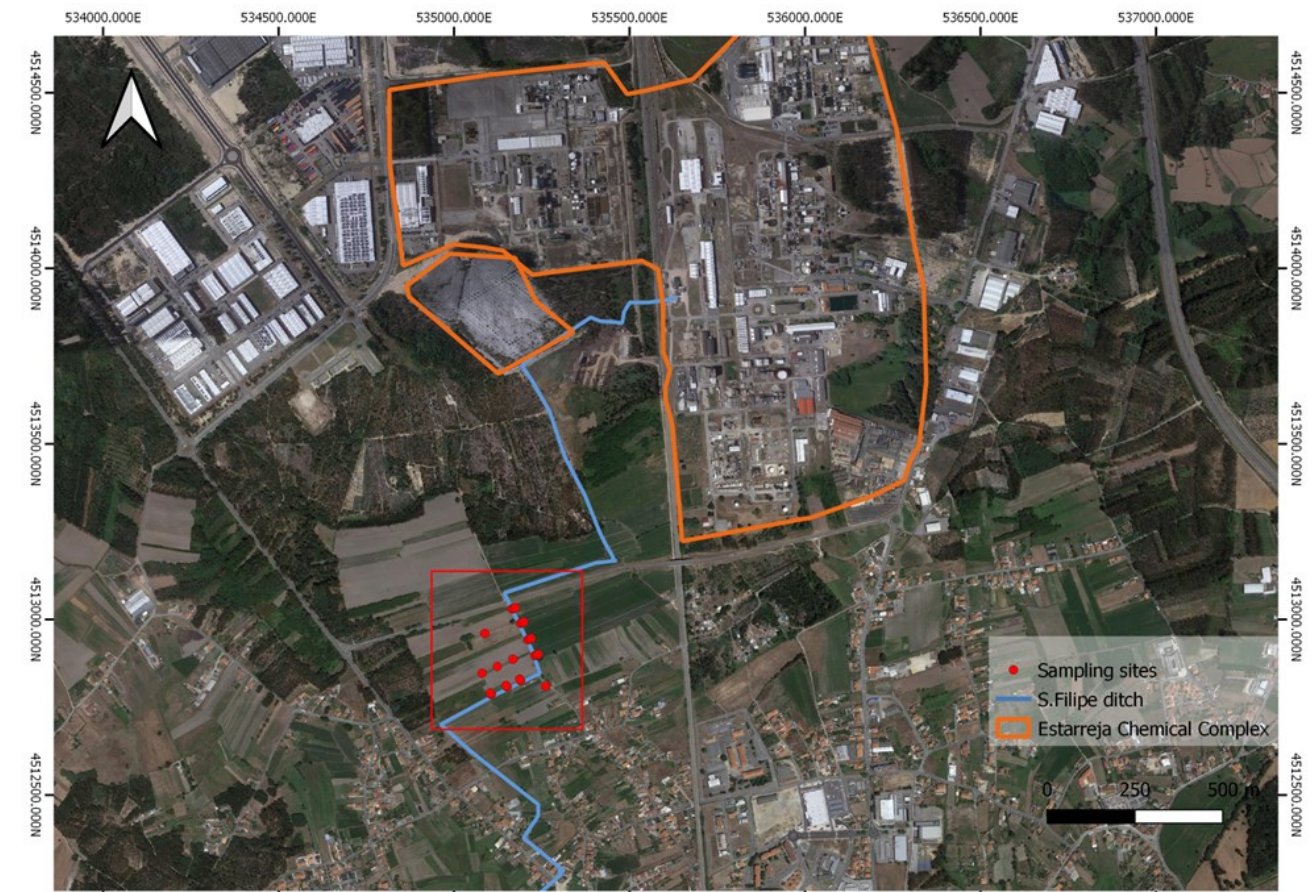 534000.000E 534500.000E 535000.000E 535500.000E 536000.000E 536500.000E 537000.000E
4514500.000N 4514500.000N
4514000.000N 4514000.000N
4513500.000N 4513500.000N
4513000.000N 4513000.000N
4512500.000N 4512500.000N
Sampling sites
S.Filipe ditch
Estarreja Chemical Complex
0 250 500 m